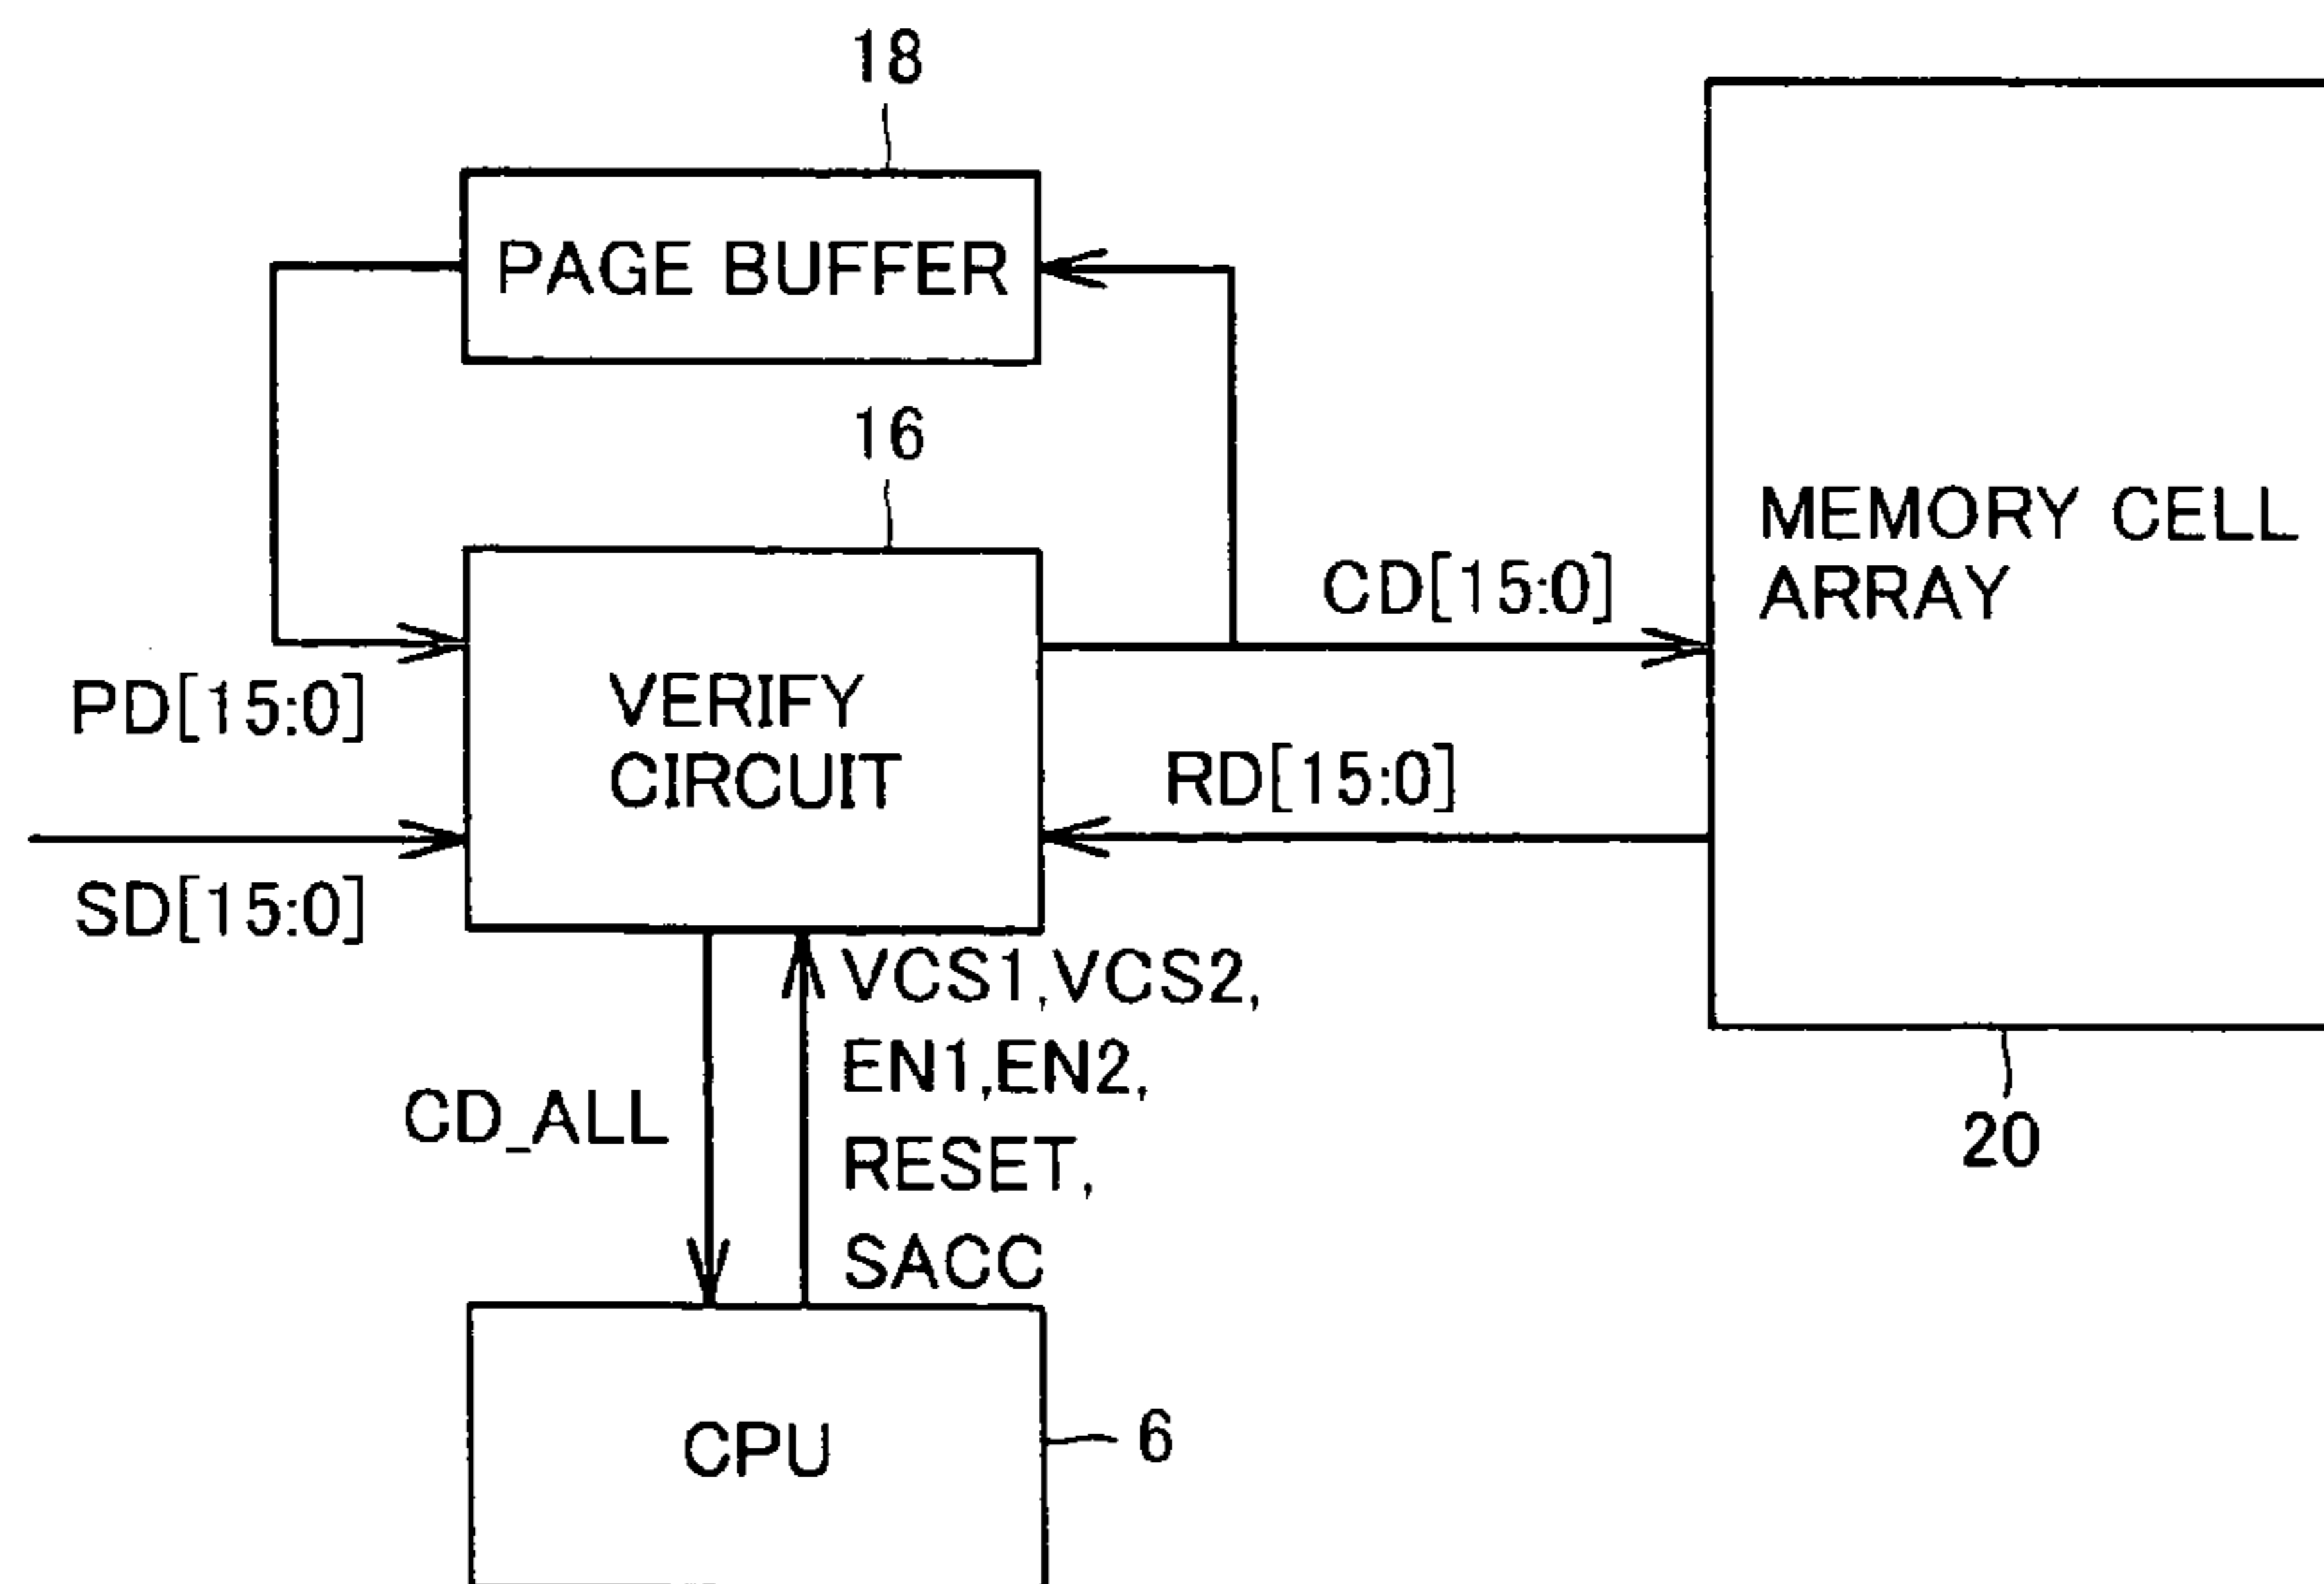 18
PAGE BUFFER
16
MEMORY CELL
ARRAY
CD[15:0]
VERIFY
CIRCUIT
PD[15:0]
RD[15:0]
SD[15:0]
VCS1,VCS2,
EN1,EN2,
CD_ALL
RESET,
SACC
20
CPU
6